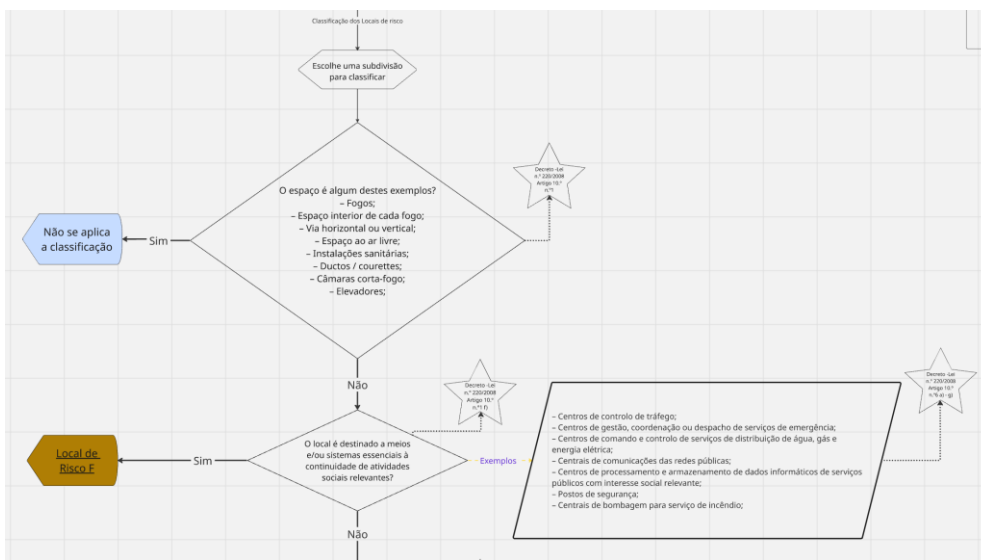 Classificação dos Locais de risco
Escolhe uma subdivisão
para classificar
O espaço é algum destes exemplos?
– Fogos;
– Espaço interior de cada fogo;
– Via horizontal ou vertical;
– Espaço ao ar livre;
– Instalações sanitárias;
– Ductos / courettes;
– Câmaras corta-fogo;
– Elevadores;
Decreto -Lei
n.º 220/2008
Artigo 10.º
n.º1
Sim
Não se aplica
a classificação
Não
O local é destinado a meios
e/ou sistemas essenciais à
continuidade de atividades
sociais relevantes?
Decreto -Lei
n.º 220/2008
Artigo 10.º
n.º1 f)
Sim
Local de
Risco F
Exemplos
– Centros de controlo de tráfego;
– Centros de gestão, coordenação ou despacho de serviços de emergência;
– Centros de comando e controlo de serviços de distribuição de água, gás e
energia elétrica;
– Centrais de comunicações das redes públicas;
– Centros de processamento e armazenamento de dados informáticos de serviços
públicos com interesse social relevante;
– Postos de segurança;
– Centrais de bombagem para serviço de incêndio;
Decreto -Lei
n.º 220/2008
Artigo 10.º
n.º6 a) - g)
Não